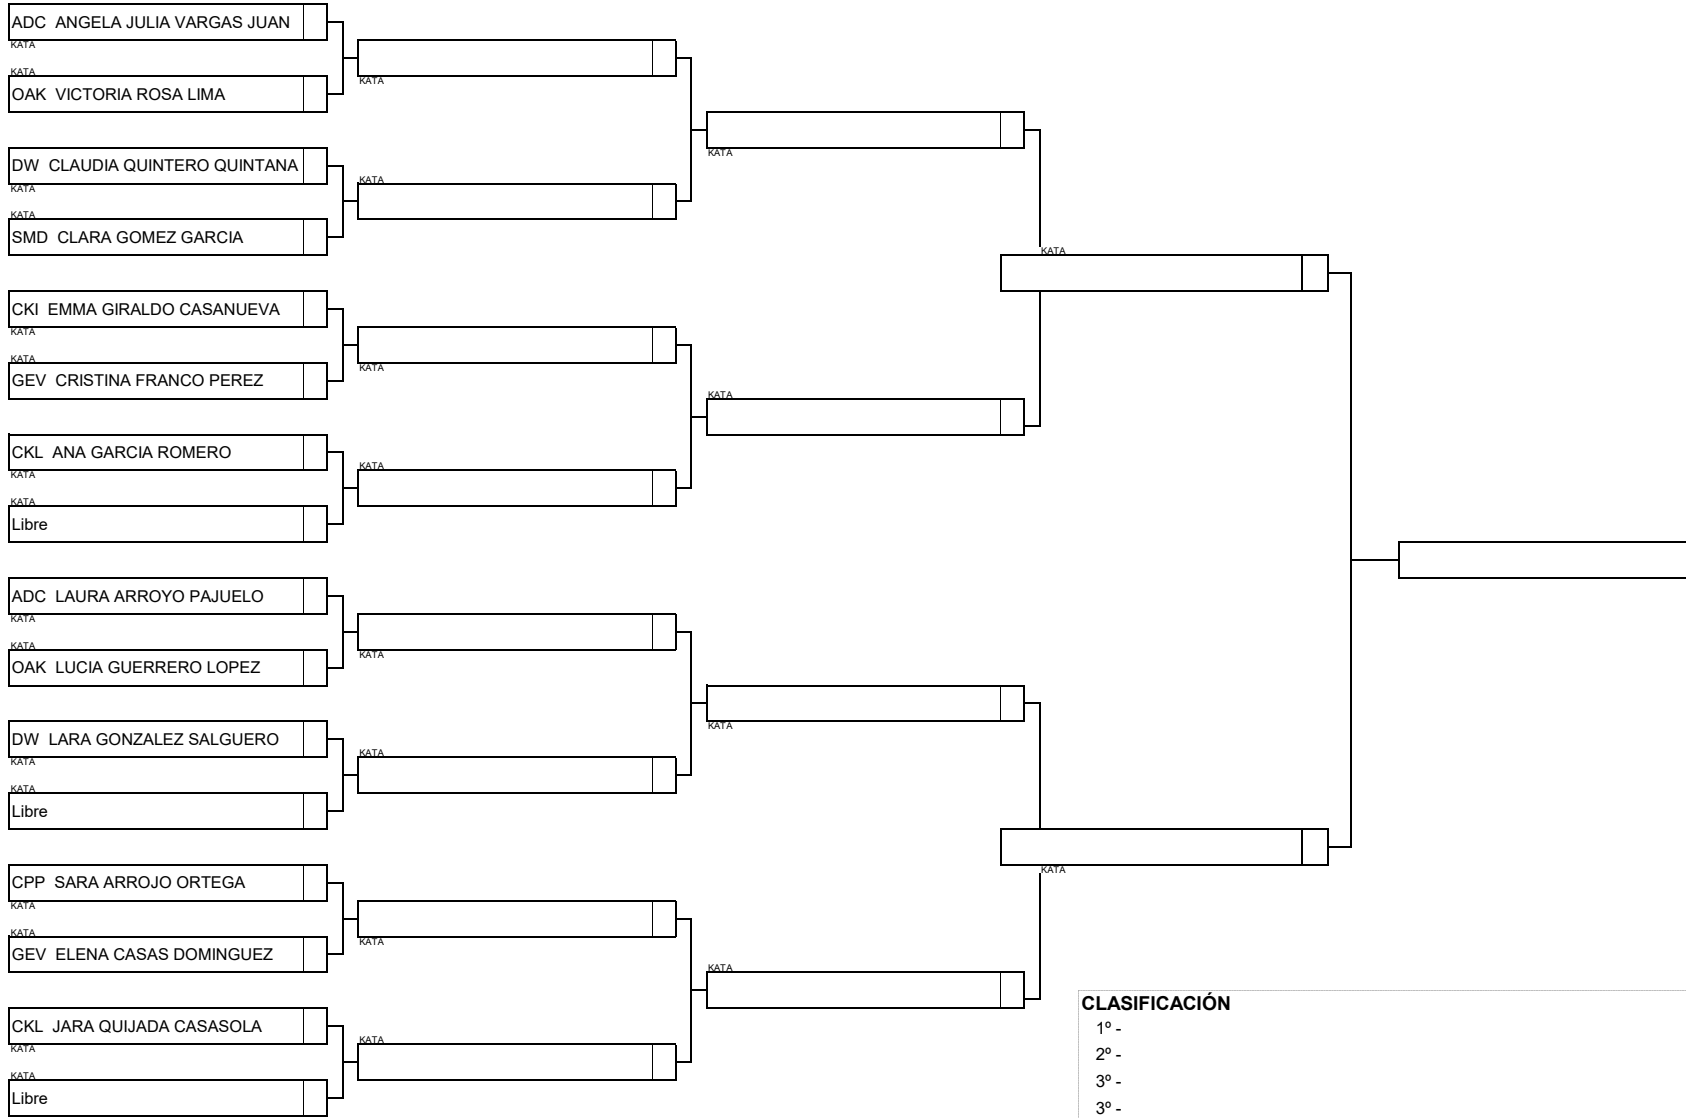 ADC ANGELA JULIA VARGAS JUAN
KATA
KATA
OAK VICTORIA ROSA LIMA
DW CLAUDIA QUINTERO QUINTANA
KATA
KATA
SMD CLARA GOMEZ GARCIA
CKI EMMA GIRALDO CASANUEVA
KATA
KATA
GEV CRISTINA FRANCO PEREZ
CKL ANA GARCIA ROMERO
KATA
KATA
Libre
ADC LAURA ARROYO PAJUELO
KATA
KATA
OAK LUCIA GUERRERO LOPEZ
DW LARA GONZALEZ SALGUERO
KATA
KATA
Libre
CPP SARA ARROJO ORTEGA
KATA
KATA
GEV ELENA CASAS DOMINGUEZ
CKL JARA QUIJADA CASASOLA
KATA
KATA
Libre
KATA
KATA
KATA
KATA
KATA
KATA
KATA
KATA
KATA
KATA
KATA
KATA
KATA
KATA
CLASIFICACIÓN
1º -
2º -
3º -
3º -